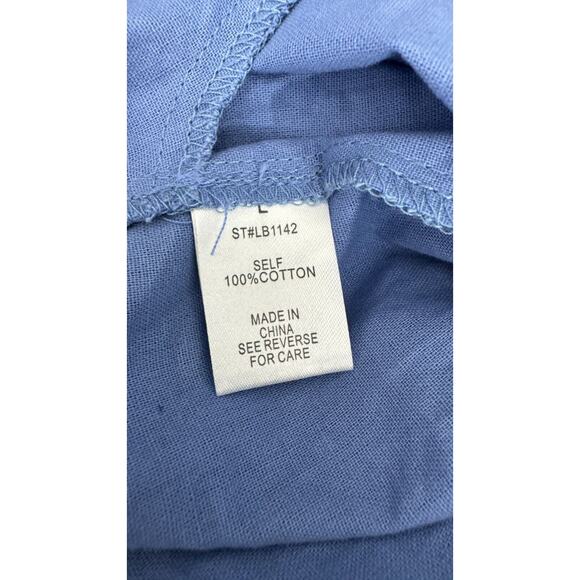 L
ST#LB1142
SELF
100%COTTON
MADE IN
CHINA
SEE REVERSE
FOR CARE